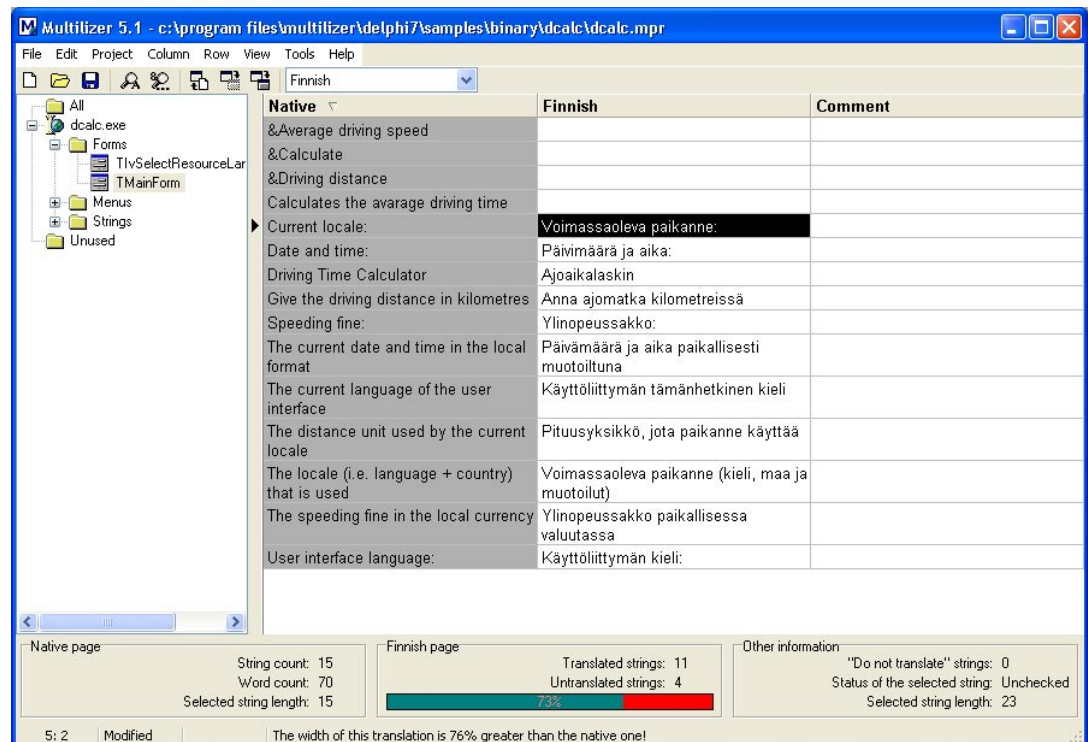 Multilizer 5.1 - c:\program files\multilizer\delphi7\samples\binary\dcalc\dcalc.mpr
File Edit Project Column Row View Tools Help
Finnish
All
dcalc.exe
Forms
TIvSelectResourceLar
TMainForm
Menus
Strings
Unused
Native Finnish Comment
&Average driving speed
&Calculate
&Driving distance
Calculates the avarage driving time
Current locale: Voimassaoleva paikanne:
Date and time: Päivimäärä ja aika:
Driving Time Calculator Ajoaikalaskin
Give the driving distance in kilometres Anna ajomatka kilometreissä
Speeding fine: Ylinopeussakko:
The current date and time in the local Päivämäärä ja aika paikallisesti
format muotoiltuna
The current language of the user Käyttöliittymän tämänhetkinen kieli
interface
The distance unit used by the current Pituusyksikkö, jota paikanne käyttää
locale
The locale (i.e. language + country) Voimassaoleva paikanne (kieli, maa ja
that is used muotoilut)
The speeding fine in the local currency Ylinopeussakko paikallisessa
valuutassa
User interface language: Käyttöliittymän kieli:
Native page Finnish page Other information
String count: 15 Translated strings: 11 "Do not translate" strings: 0
Word count: 70 Untranslated strings: 4 Status of the selected string: Unchecked
Selected string length: 15 73% Selected string length: 23
5: 2 Modified The width of this translation is 76% greater than the native one!